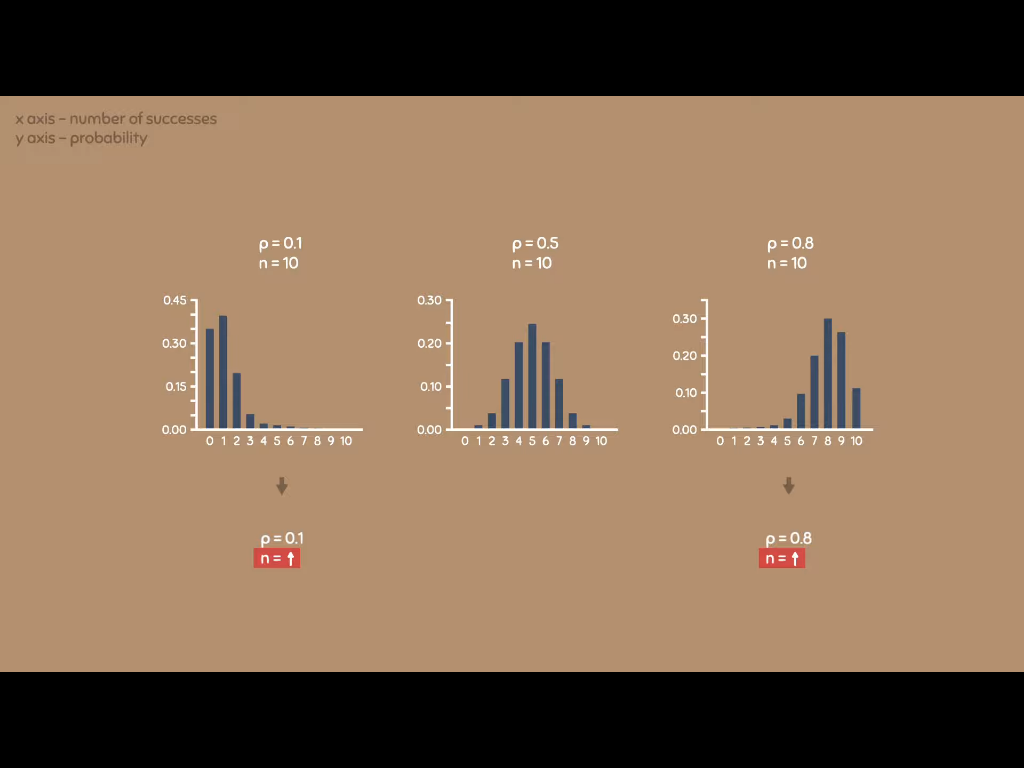 x axis – number of successes
y axis – probability
ρ = 0.1
n = 10
ρ = 0.5
n = 10
ρ = 0.8
n = 10
0.45
0.30
0.15
0.00
0 1 2 3 4 5 6 7 8 9 10
0.30
0.20
0.10
0.00
0 1 2 3 4 5 6 7 8 9 10
0.30
0.20
0.10
0.00
0 1 2 3 4 5 6 7 8 9 10
ρ = 0.1
n = ↑
ρ = 0.8
n = ↑